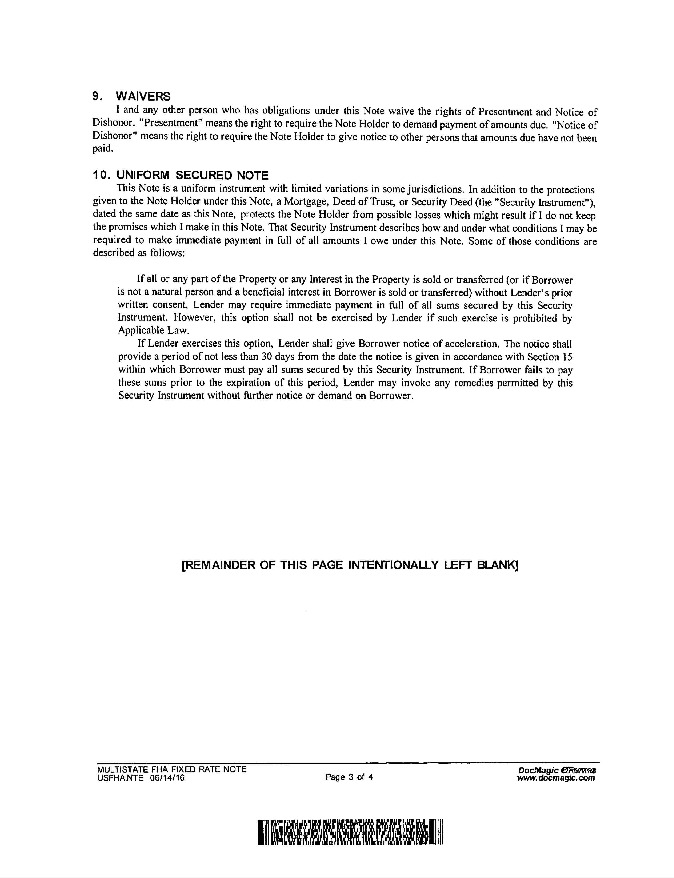 9. WAIVERS
I and any other person who has obligations under this Note waive the rights of Presentment and Notice of
Dishonor. "Presentment" means the right to require the Note Holder to demand payment of amounts due. "Notice of
Dishonor" means the right to require the Note Holder to give notice to other persons that amounts due have not been
paid.
10. UNIFORM SECURED NOTE
This Note is a uniform instrument with limited variations in some jurisdictions. In addition to the protections
given to the Note Holder under this Note, a Mortgage, Deed of Trust, or Security Deed (the "Security Instrument"),
dated the same date as this Note, protects the Note Holder from possible losses which might result if I do not keep
the promises which I make in this Note. That Security Instrument describes how and under what conditions I may be
required to make immediate payment in full of all amounts I owe under this Note. Some of those conditions are
described as follows:
If all or any part of the Property or any Interest in the Property is sold or transferred (or if Borrower
is not a natural person and a beneficial interest in Borrower is sold or transferred) without Lender's prior
written consent, Lender may require immediate payment in full of all sums secured by this Security
Instrument. However, this option shall not be exercised by Lender if such exercise is prohibited by
Applicable Law.
If Lender exercises this option, Lender shall give Borrower notice of acceleration. The notice shall
provide a period of not less than 30 days from the date the notice is given in accordance with Section 15
within which Borrower must pay all sums secured by this Security Instrument. If Borrower fails to pay
these sums prior to the expiration of this period, Lender may invoke any remedies permitted by this
Security Instrument without further notice or demand on Borrower.
[REMAINDER OF THIS PAGE INTENTIONALLY LEFT BLANK]
MULTISTATE FHA FIXED RATE NOTE
USFHA.NTE 06/14/16
Page 3 of 4
DocMagic eForms
www.docmagic.com